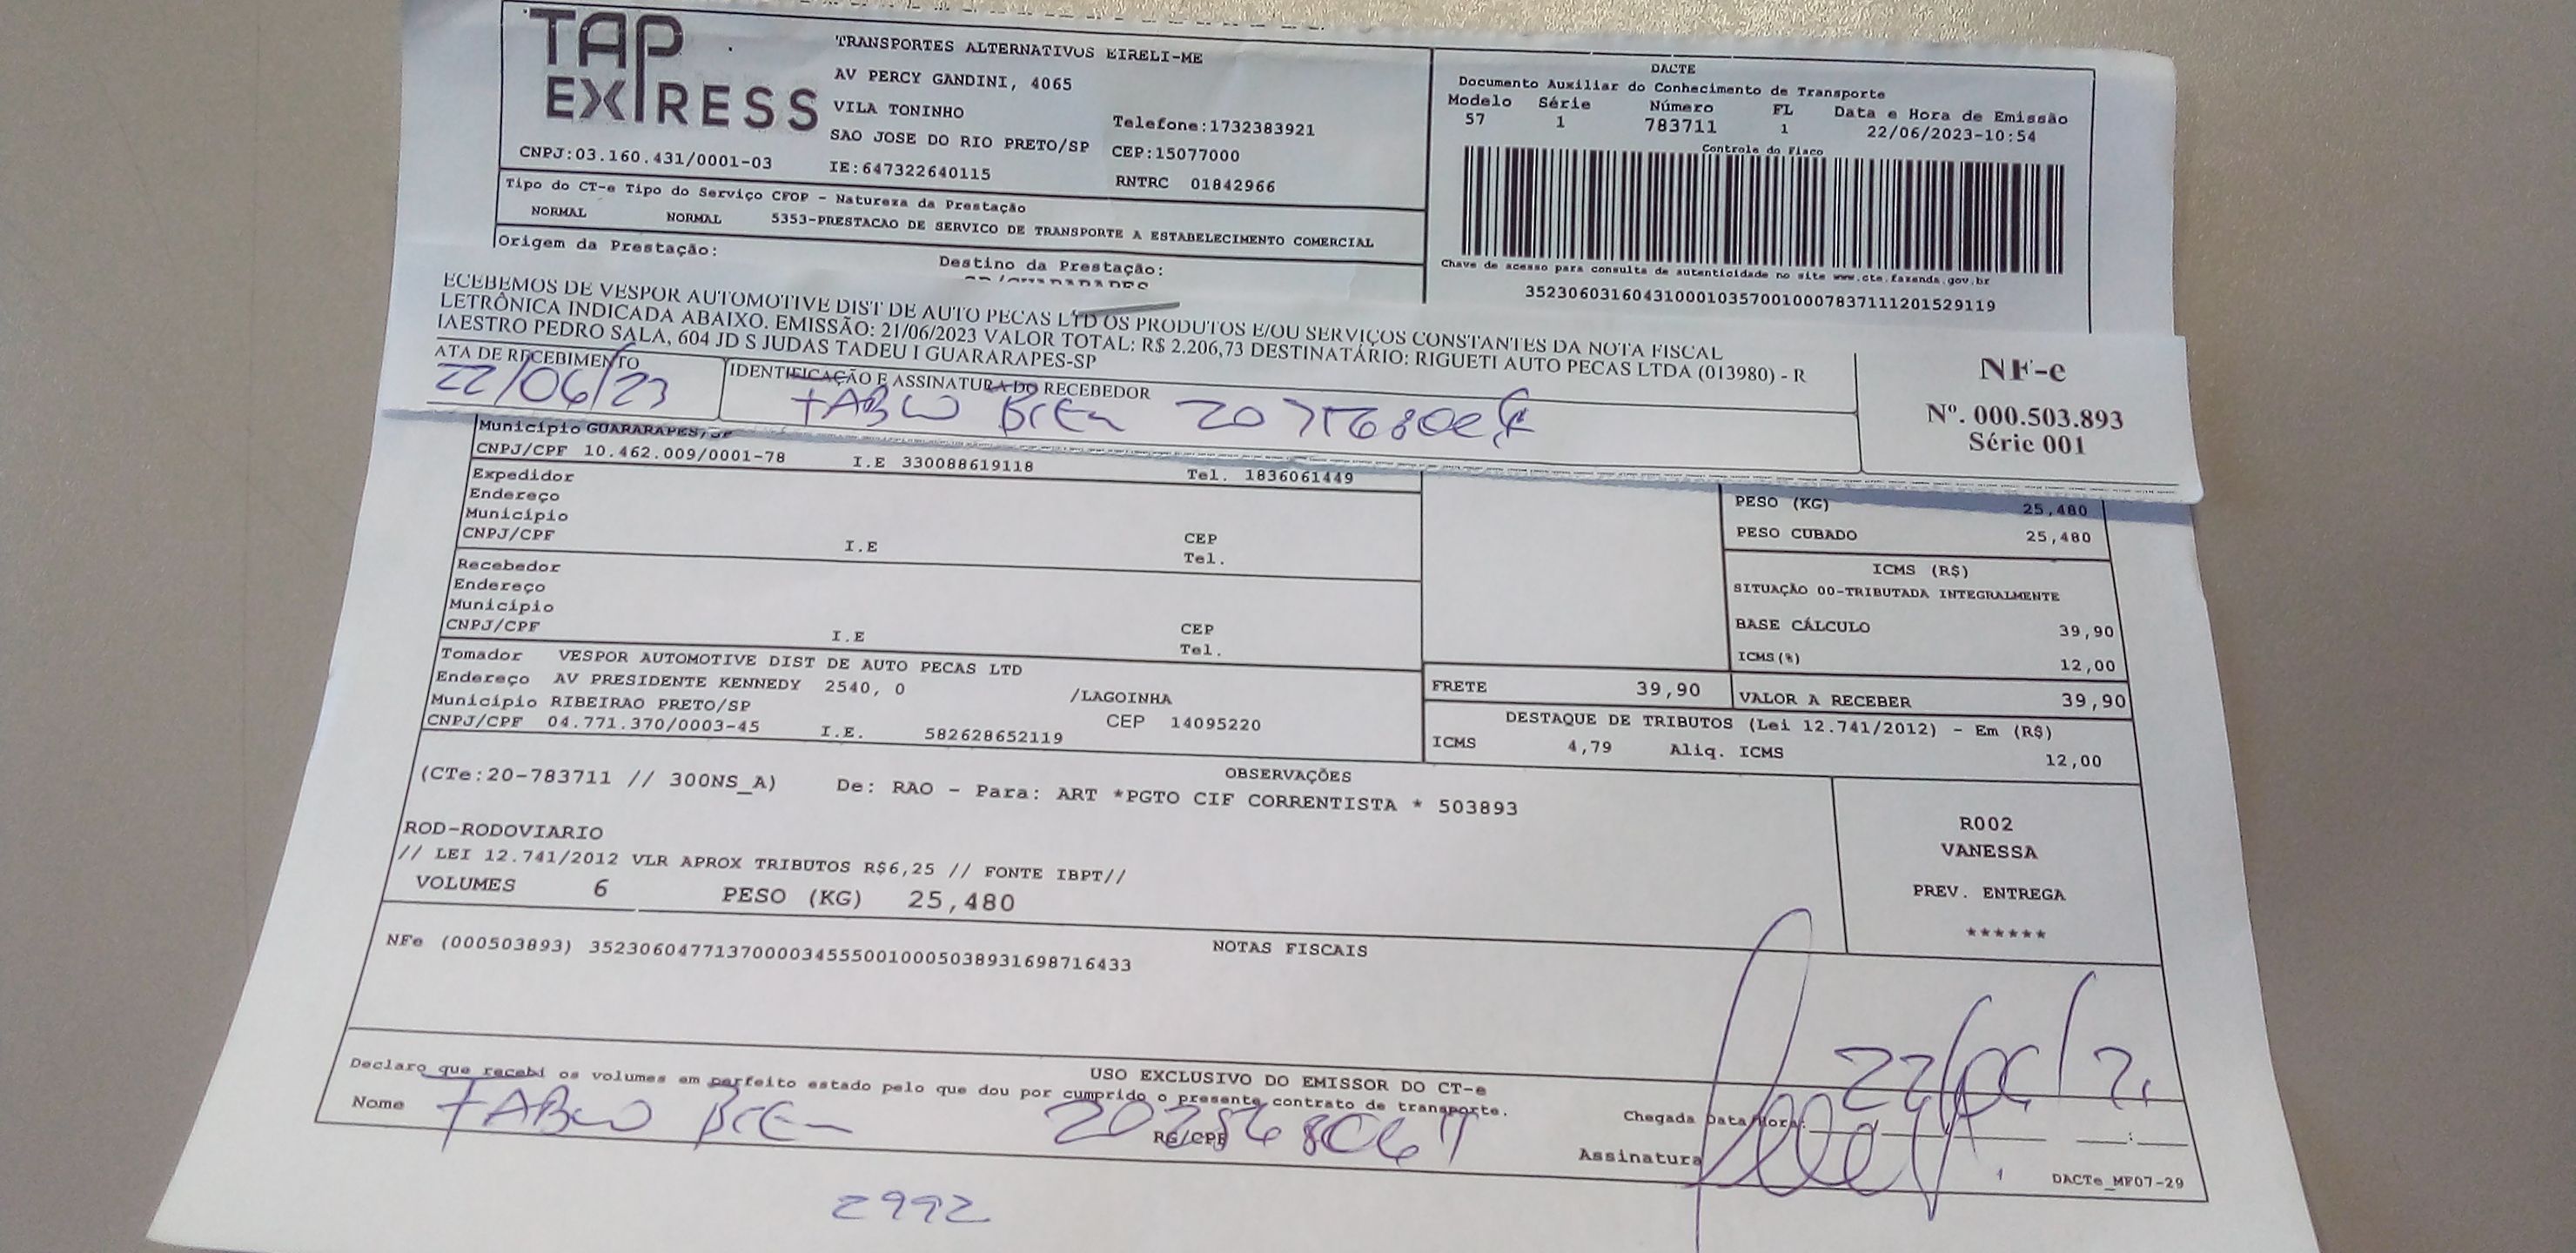 TAP EXPRESS
TRANSPORTES ALTERNATIVOS EIRELI-ME
AV PERCY GANDINI, 4065
VILA TONINHO
Telefone:1732383921
SAO JOSE DO RIO PRETO/SP
CEP:15077000
CNPJ:03.160.431/0001-03
IE:647322640115
RNTRC 01842966
DACTE
Documento Auxiliar do Conhecimento de Transporte
Modelo Série Número FL Data e Hora de Emissão
57 1 783711 1 22/06/2023-10:54
Controle do Fisco
Chave de acesso para consulta de autenticidade no site www.cte.fazenda.gov.br
35230603160431000103570010007837111201529119
Tipo do CT-e Tipo do Serviço CFOP - Natureza da Prestação
NORMAL NORMAL 5353-PRESTACAO DE SERVICO DE TRANSPORTE A ESTABELECIMENTO COMERCIAL
Origem da Prestação:
Destino da Prestação:
ECEBEMOS DE VESPOR AUTOMOTIVE DIST DE AUTO PECAS LTD OS PRODUTOS E/OU SERVIÇOS CONSTANTES DA NOTA FISCAL
LETRÔNICA INDICADA ABAIXO. EMISSÃO: 21/06/2023 VALOR TOTAL: R$ 2.206,73 DESTINATÁRIO: RIGUETI AUTO PECAS LTDA (013980) - R
IAESTRO PEDRO SALA, 604 JD S JUDAS TADEU I GUARARAPES-SP
ATA DE RECEBIMENTO
IDENTIFICAÇÃO E ASSINATURA DO RECEBEDOR
22/06/23
NF-e
Nº. 000.503.893
Série 001
Município GUARARAPES/SP
CNPJ/CPF 10.462.009/0001-78 I.E 330088619118 Tel. 1836061449
Expedidor
Endereço
Município
CNPJ/CPF I.E CEP
Tel.
Recebedor
Endereço
Município
CNPJ/CPF I.E CEP
Tel.
Tomador VESPOR AUTOMOTIVE DIST DE AUTO PECAS LTD
Endereço AV PRESIDENTE KENNEDY 2540, 0 /LAGOINHA
Município RIBEIRAO PRETO/SP CEP 14095220
CNPJ/CPF 04.771.370/0003-45 I.E. 582628652119
PESO (KG) 25,480
PESO CUBADO 25,480
ICMS (R$)
SITUAÇÃO 00-TRIBUTADA INTEGRALMENTE
BASE CÁLCULO 39,90
ICMS(%) 12,00
FRETE 39,90 VALOR A RECEBER 39,90
DESTAQUE DE TRIBUTOS (Lei 12.741/2012) - Em (R$)
ICMS 4,79 Aliq. ICMS 12,00
OBSERVAÇÕES
(CTe:20-783711 // 300NS_A) De: RAO - Para: ART *PGTO CIF CORRENTISTA * 503893
ROD-RODOVIARIO
// LEI 12.741/2012 VLR APROX TRIBUTOS R$6,25 // FONTE IBPT//
VOLUMES 6 PESO (KG) 25,480
R002
VANESSA
PREV. ENTREGA
******
NOTAS FISCAIS
NFe (000503893) 35230604771370000345550010005038931698716433
USO EXCLUSIVO DO EMISSOR DO CT-e
Declaro que recebi os volumes em perfeito estado pelo que dou por cumprido o presente contrato de transporte.
Nome
RG/CPF
Chegada Data/Hora:
Assinatura
DACTe_MF07-29
2992